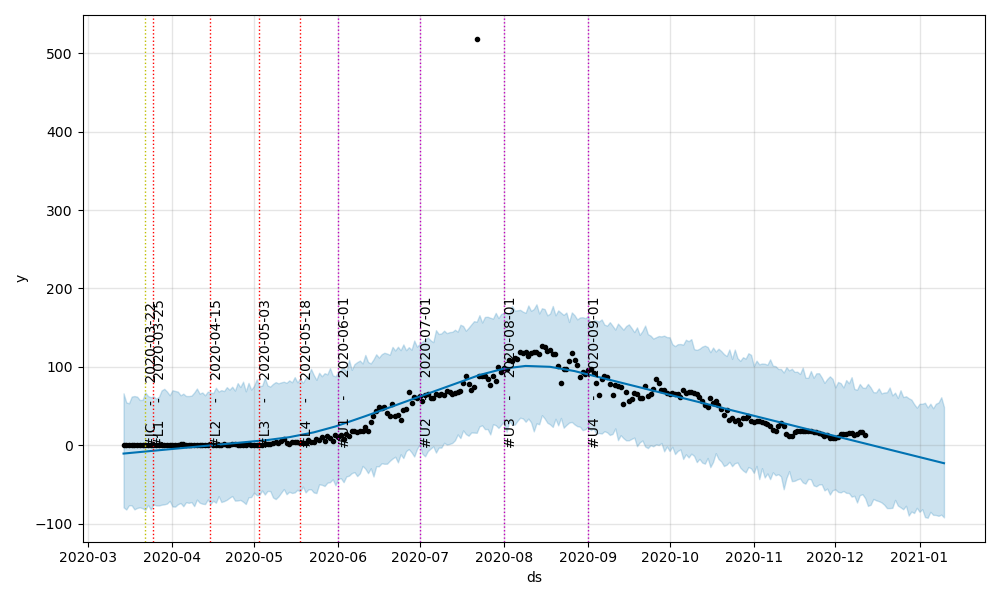 500
400
300
200
100
0
−100
y
#JC - 2020-03-22
#L1 - 2020-03-25
#L2 - 2020-04-15
#L3 - 2020-05-03
#L4 - 2020-05-18
#U1 - 2020-06-01
#U2 - 2020-07-01
#U3 - 2020-08-01
#U4 - 2020-09-01
2020-03 2020-04 2020-05 2020-06 2020-07 2020-08 2020-09 2020-10 2020-11 2020-12 2021-01
ds